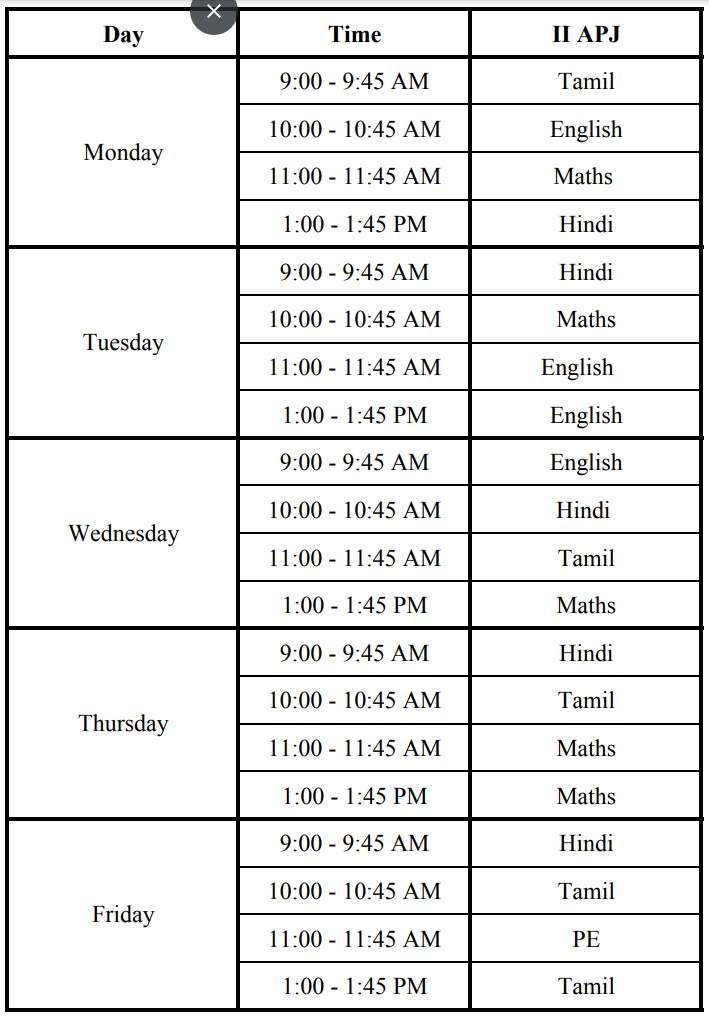 Day Time II APJ
Monday
9:00 - 9:45 AM Tamil
10:00 - 10:45 AM English
11:00 - 11:45 AM Maths
1:00 - 1:45 PM Hindi
Tuesday
9:00 - 9:45 AM Hindi
10:00 - 10:45 AM Maths
11:00 - 11:45 AM English
1:00 - 1:45 PM English
Wednesday
9:00 - 9:45 AM English
10:00 - 10:45 AM Hindi
11:00 - 11:45 AM Tamil
1:00 - 1:45 PM Maths
Thursday
9:00 - 9:45 AM Hindi
10:00 - 10:45 AM Tamil
11:00 - 11:45 AM Maths
1:00 - 1:45 PM Maths
Friday
9:00 - 9:45 AM Hindi
10:00 - 10:45 AM Tamil
11:00 - 11:45 AM PE
1:00 - 1:45 PM Tamil